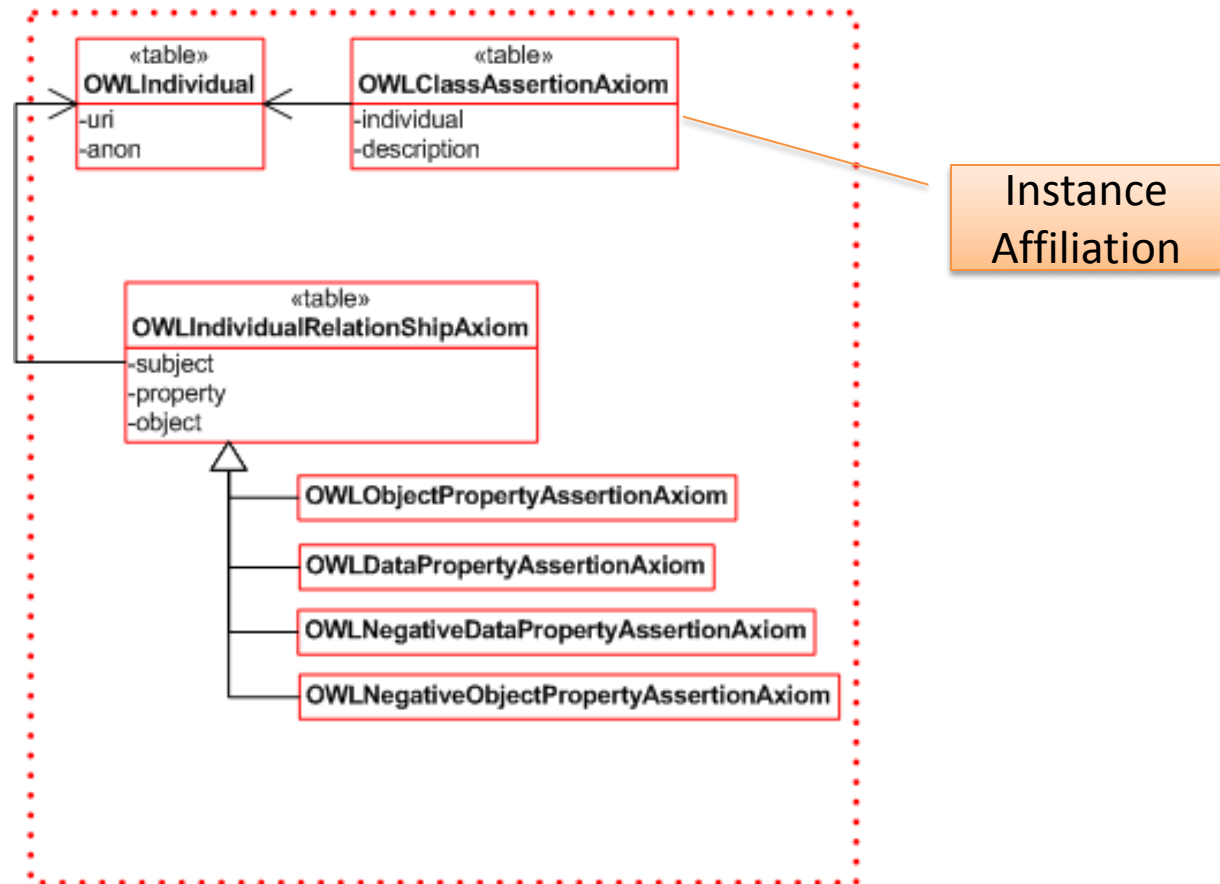 «table»
OWLIndividual
-uri
-anon
«table»
OWLClassAssertionAxiom
-individual
-description
Instance
Affiliation
«table»
OWLIndividualRelationShipAxiom
-subject
-property
-object
OWLObjectPropertyAssertionAxiom
OWLDataPropertyAssertionAxiom
OWLNegativeDataPropertyAssertionAxiom
OWLNegativeObjectPropertyAssertionAxiom